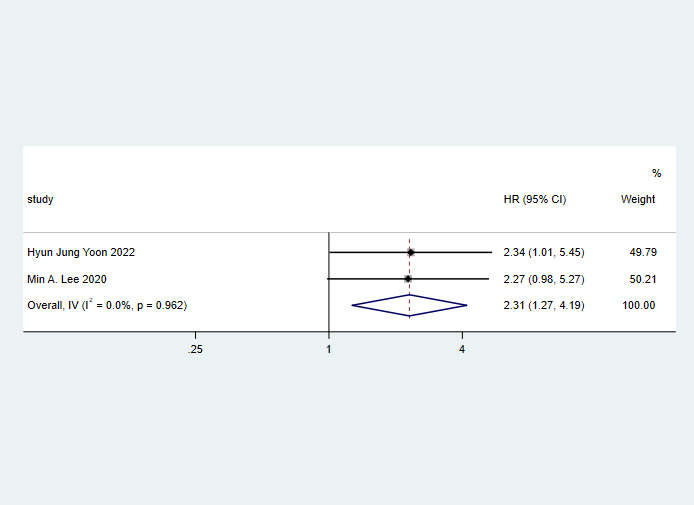 %
study HR (95% CI) Weight
Hyun Jung Yoon 2022 2.34 (1.01, 5.45) 49.79
Min A. Lee 2020 2.27 (0.98, 5.27) 50.21
Overall, IV (I² = 0.0%, p = 0.962) 2.31 (1.27, 4.19) 100.00
.25 1 4